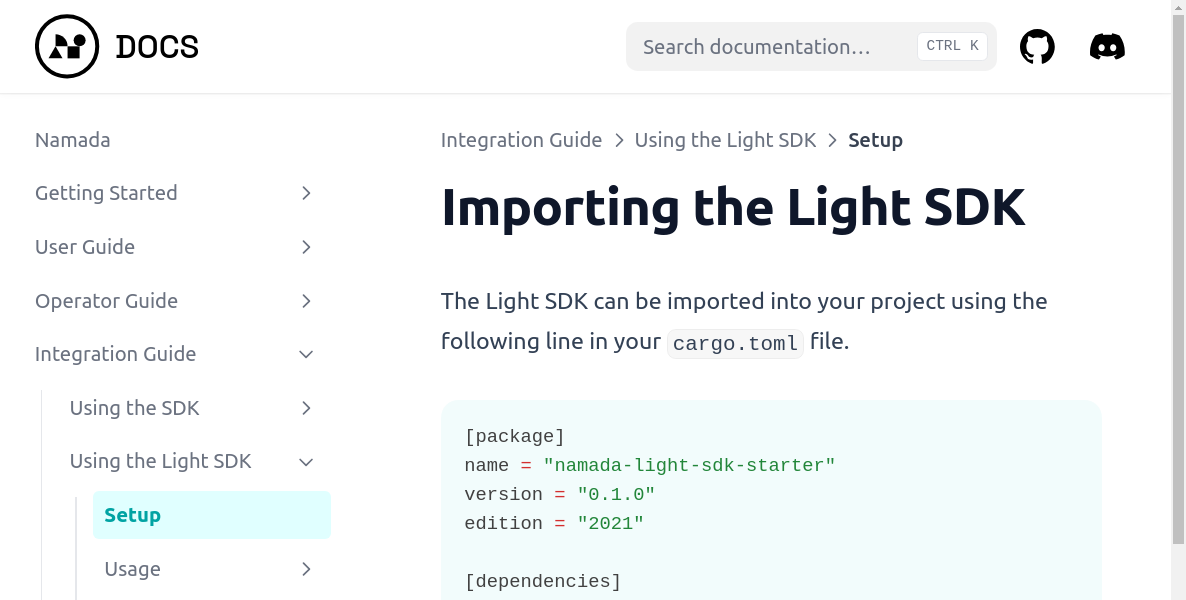 DOCS
Search documentation…
CTRL K
Namada
Getting Started
User Guide
Operator Guide
Integration Guide
Using the SDK
Using the Light SDK
Setup
Usage
Integration Guide > Using the Light SDK > Setup
Importing the Light SDK
The Light SDK can be imported into your project using the
following line in your cargo.toml file.
[package]
name = "namada-light-sdk-starter"
version = "0.1.0"
edition = "2021"
[dependencies]